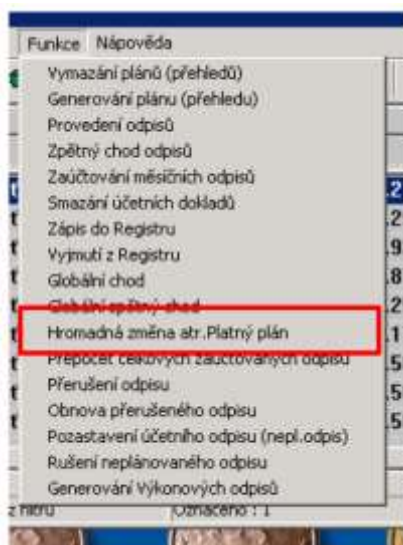 Funkce Nápověda
Vymazání plánů (přehledů)
Generování plánu (přehledu)
Provedení odpisů
Zpětný chod odpisů
Zaúčtování měsíčních odpisů
Smazání účetních dokladů
Zápis do Registru
Vyjmutí z Registru
Globální chod
Globální zpětný chod
Hromadná změna atr.Platný plán
Přepočet celkových zaúčtovaných odpisů
Přerušení odpisu
Obnova přerušeného odpisu
Pozastavení účetního odpisu (nepl.odpis)
Rušení neplánovaného odpisu
Generování Výkonových odpisů
Označeno : 1